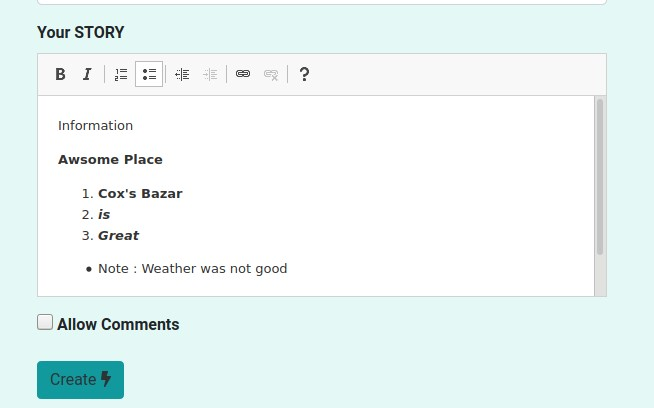 Your STORY
B I ?
Information
Awsome Place
1. Cox's Bazar
2. is
3. Great
• Note : Weather was not good
Allow Comments
Create